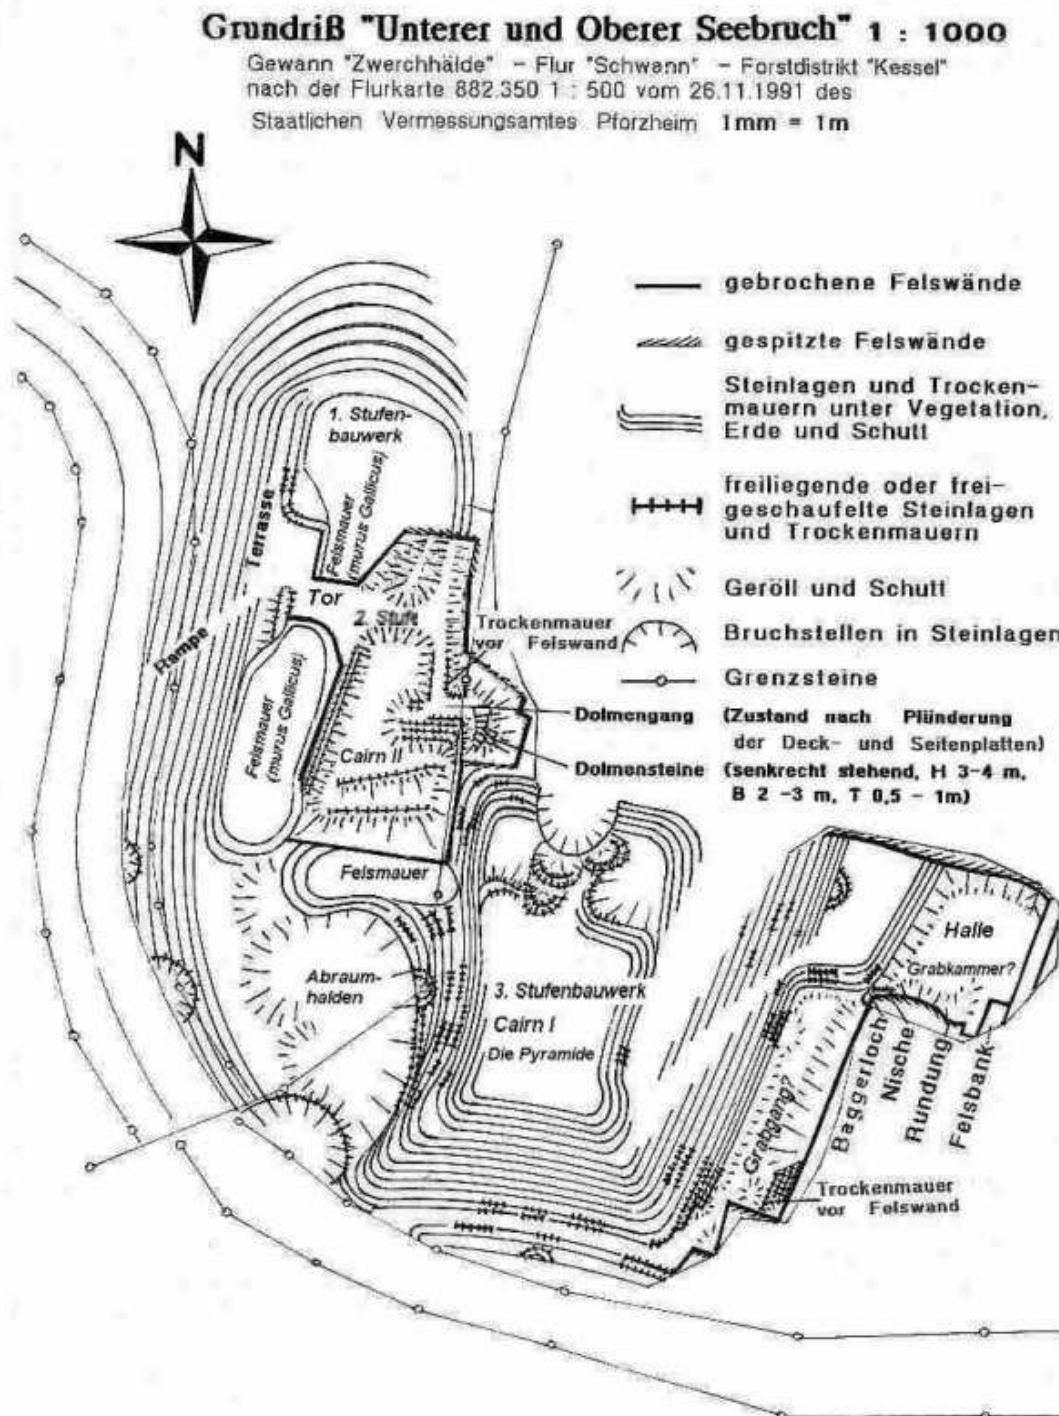 Grundriß "Unterer und Oberer Seebruch" 1 : 1000
Gewann "Zwerchhälde" - Flur "Schwann" - Forstdistrikt "Kessel"
nach der Flurkarte 882.350 1 : 500 vom 26.11.1991 des
Staatlichen Vermessungsamtes Pforzheim 1mm = 1m
N
gebrochene Felswände
gespitzte Felswände
Steinlagen und Trocken-
mauern unter Vegetation,
Erde und Schutt
freiliegende oder frei-
geschaufelte Steinlagen
und Trockenmauern
Geröll und Schutt
Bruchstellen in Steinlagen
Grenzsteine
1. Stufen-
bauwerk
Felsmauer
(murus Gallicus)
Terrasse
Tor
2. Stufe
Rampe
Trockenmauer
vor Felswand
Felsmauer
(murus Gallicus)
Dolmengang (Zustand nach Plünderung
der Deck- und Seitenplatten)
Dolmensteine (senkrecht stehend, H 3-4 m,
B 2 -3 m, T 0,5 - 1m)
Cairn II
Felsmauer
Abraum-
halden
3. Stufenbauwerk
Cairn I
Die Pyramide
Halle
Grabkammer?
Grabgang?
Baggerloch
Nische
Rundung
Felsbank
Trockenmauer
vor Felswand